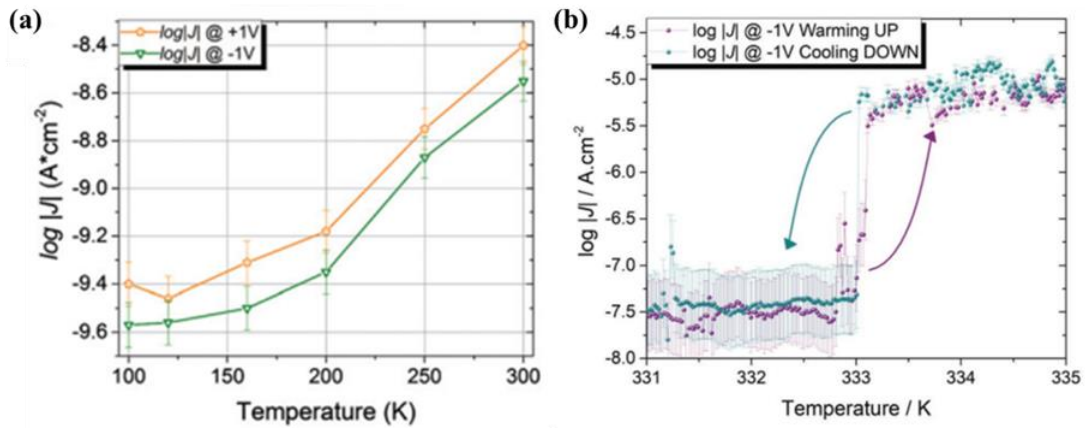 (a)
log|J| @ +1V
log|J| @ -1V
log |J| (A*cm-2)
-8.4
-8.6
-8.8
-9.0
-9.2
-9.4
-9.6
100
150
200
250
300
Temperature (K)
(b)
log |J| @ -1V Warming UP
log |J| @ -1V Cooling DOWN
log |J| / A.cm-2
-4.5
-5.0
-5.5
-6.0
-6.5
-7.0
-7.5
-8.0
331
332
333
334
335
Temperature / K